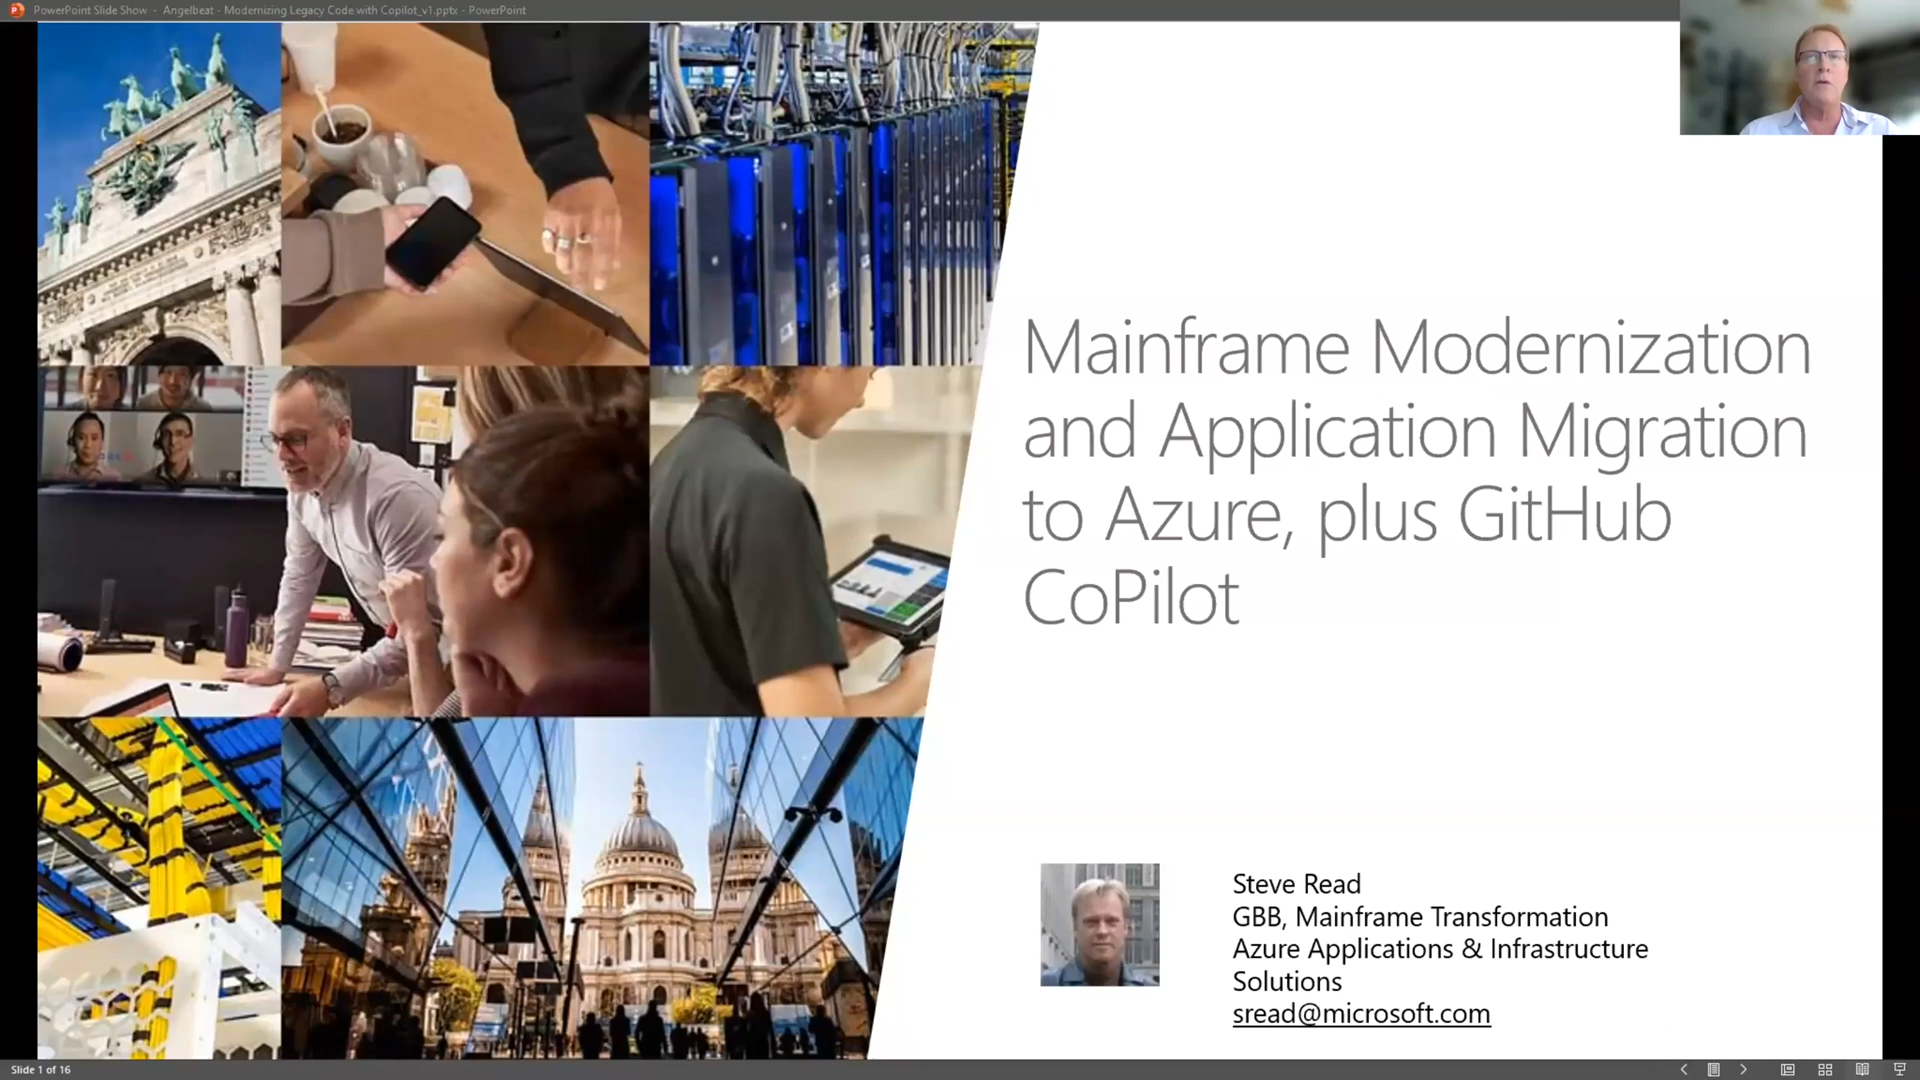 PowerPoint Slide Show - Angelbeat - Modernizing Legacy Code with Copilot_v1.pptx - PowerPoint
Mainframe Modernization
and Application Migration
to Azure, plus GitHub
CoPilot
Steve Read
GBB, Mainframe Transformation
Azure Applications & Infrastructure
Solutions
sread@microsoft.com
Slide 1 of 16